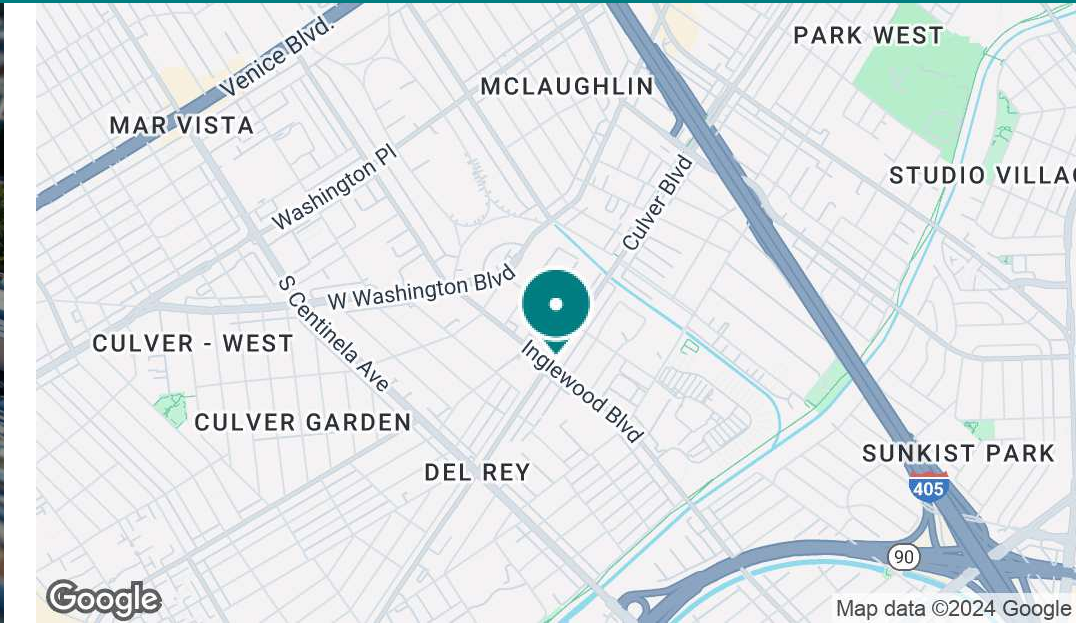 PARK WEST
Venice Blvd.
MCLAUGHLIN
MAR VISTA
Washington Pl
Culver Blvd
STUDIO VILLAG
W Washington Blvd
S Centinela Ave
CULVER - WEST
Inglewood Blvd
CULVER GARDEN
DEL REY
SUNKIST PARK
405
90
Google
Map data ©2024 Google